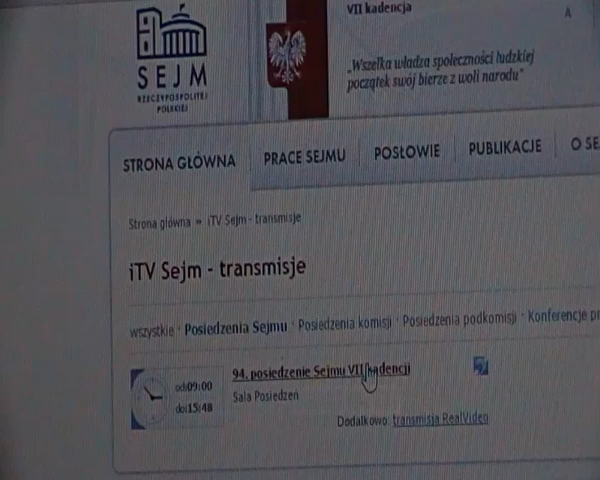 VII kadencja
A
SEJM
RZECZYPOSPOLITEJ
POLSKIEJ
„Wszelka władza społeczności ludzkiej
początek swój bierze z woli narodu”
STRONA GŁÓWNA PRACE SEJMU POSŁOWIE PUBLIKACJE O SE
Strona główna » iTV Sejm - transmisje
iTV Sejm - transmisje
wszystkie · Posiedzenia Sejmu · Posiedzenia komisji · Posiedzenia podkomisji · Konferencje pr
94. posiedzenie Sejmu VII kadencji
od:09:00
Sala Posiedzeń
do:15:48
Dodatkowo: transmisja RealVideo